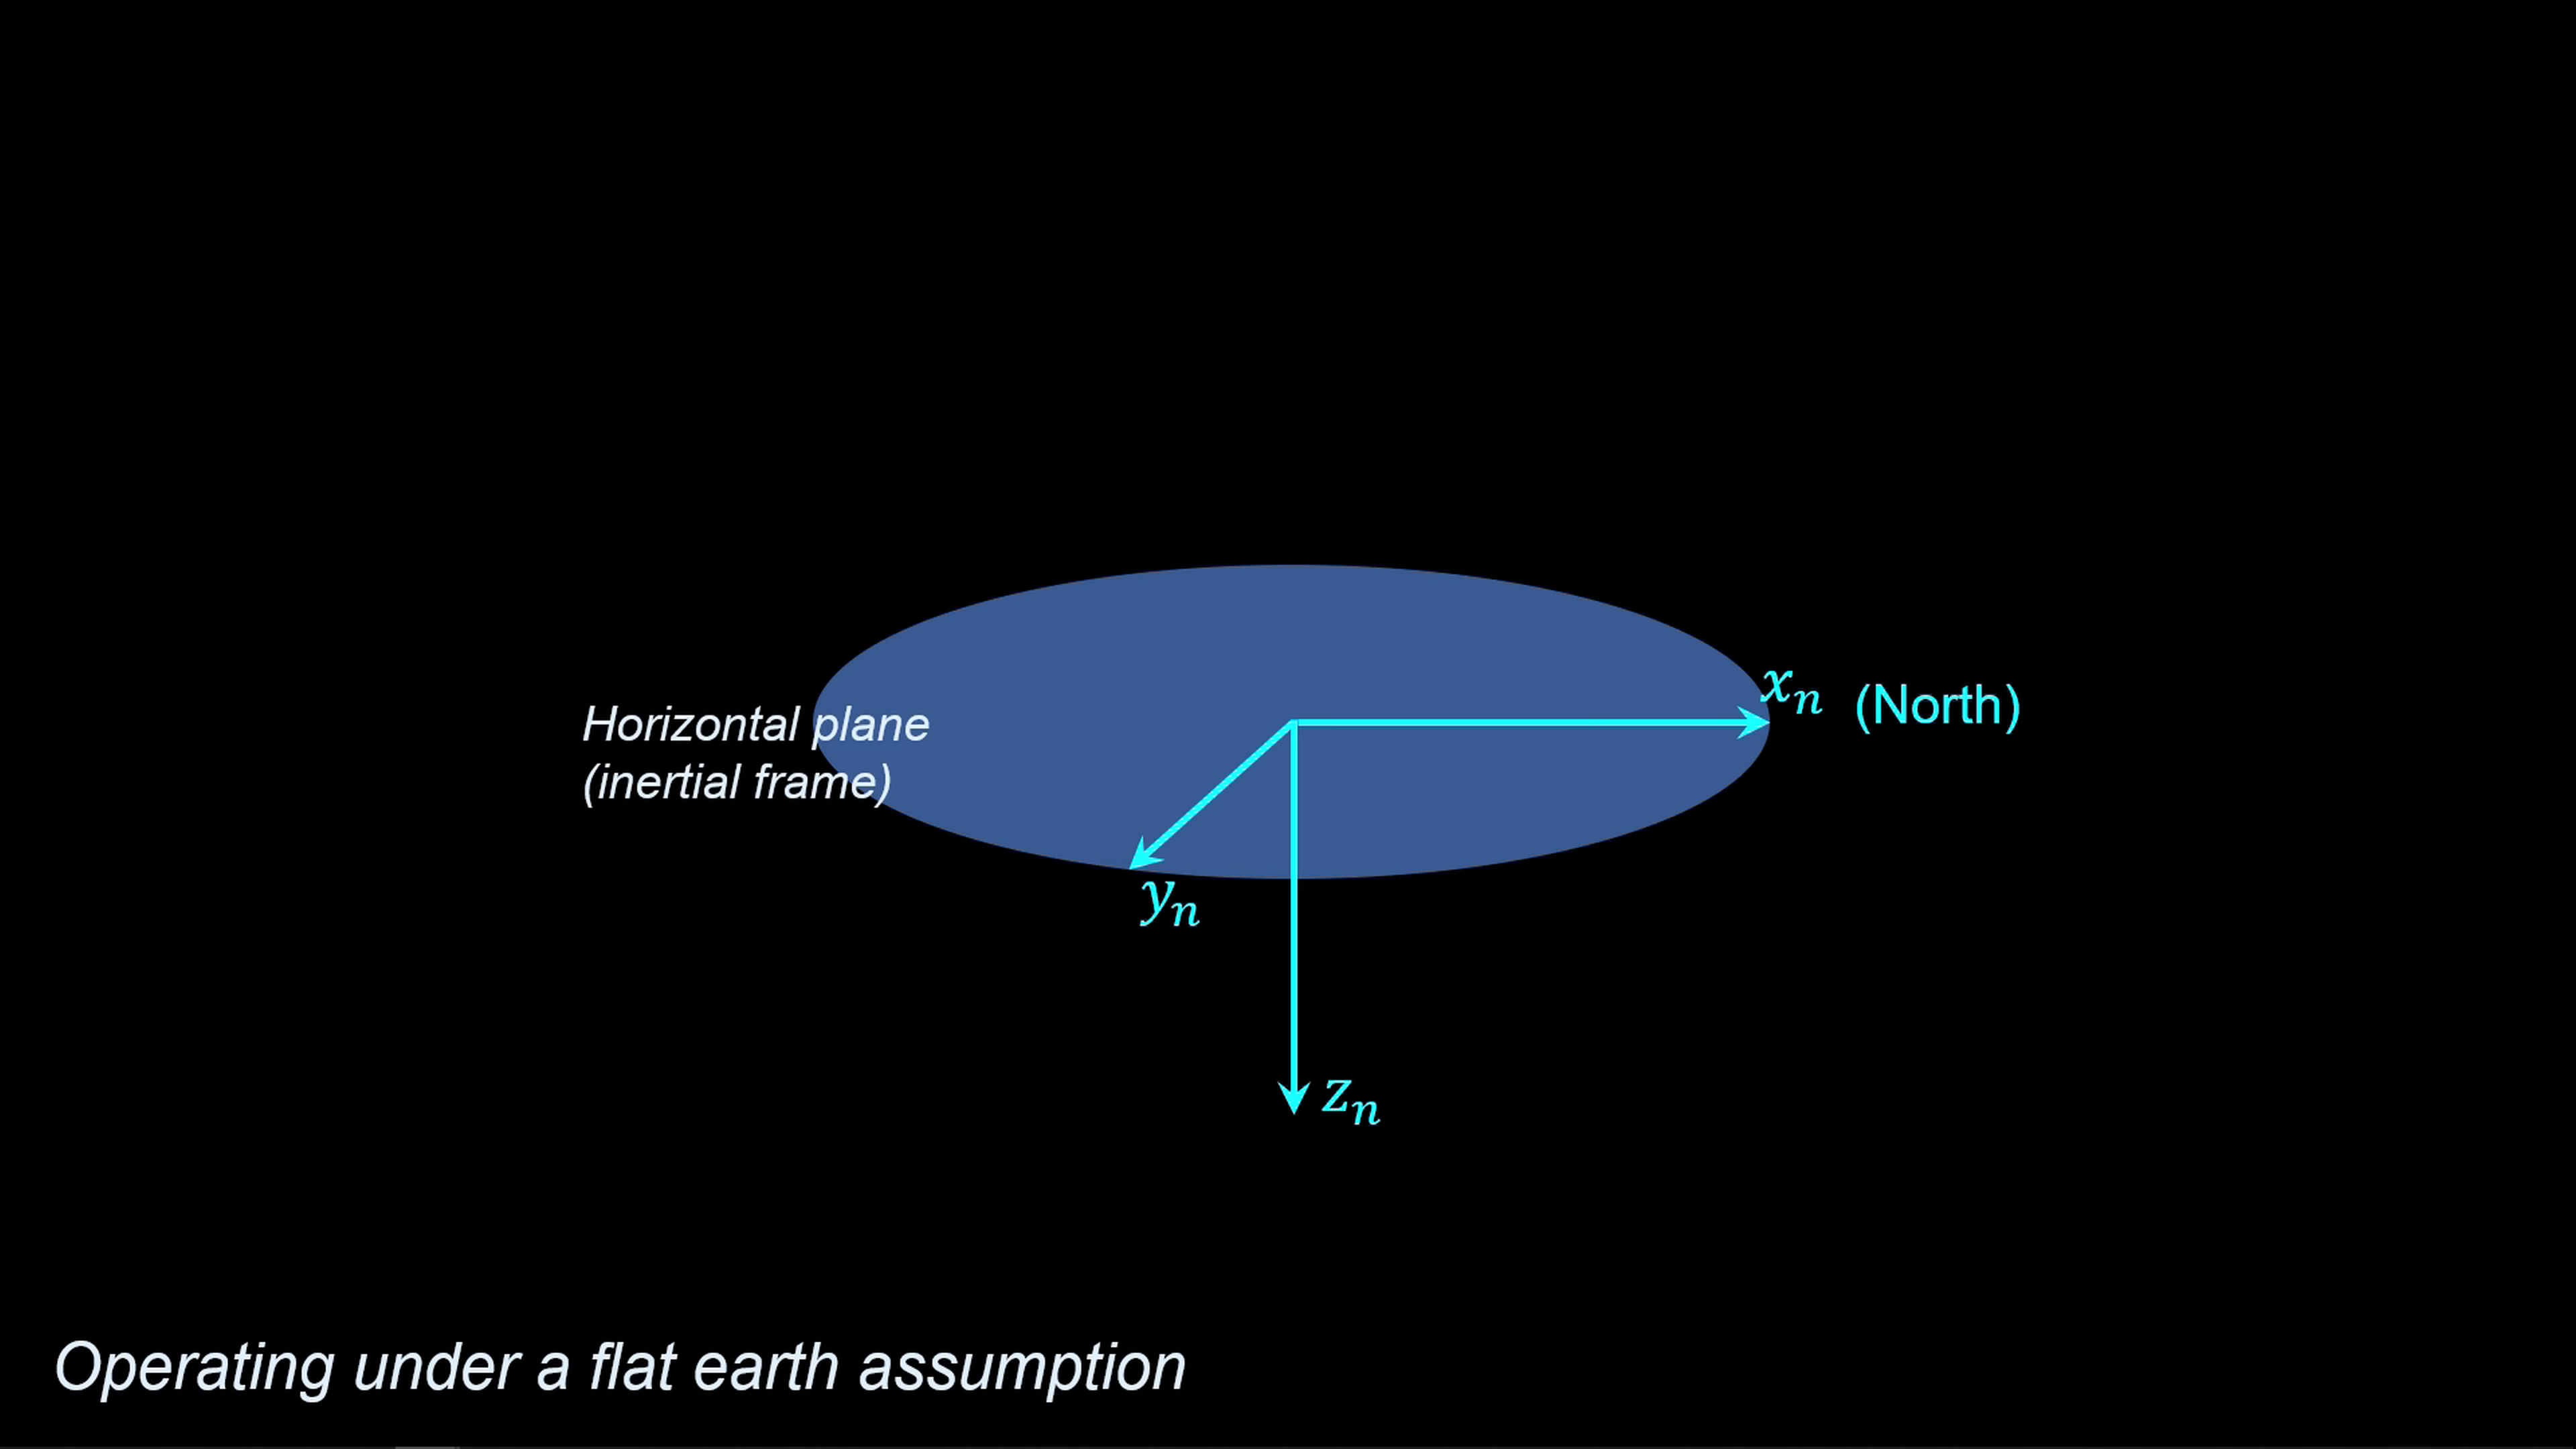 𝑥ₙ (North)
Horizontal plane
(inertial frame)
𝑦ₙ
𝑧ₙ
Operating under a flat earth assumption